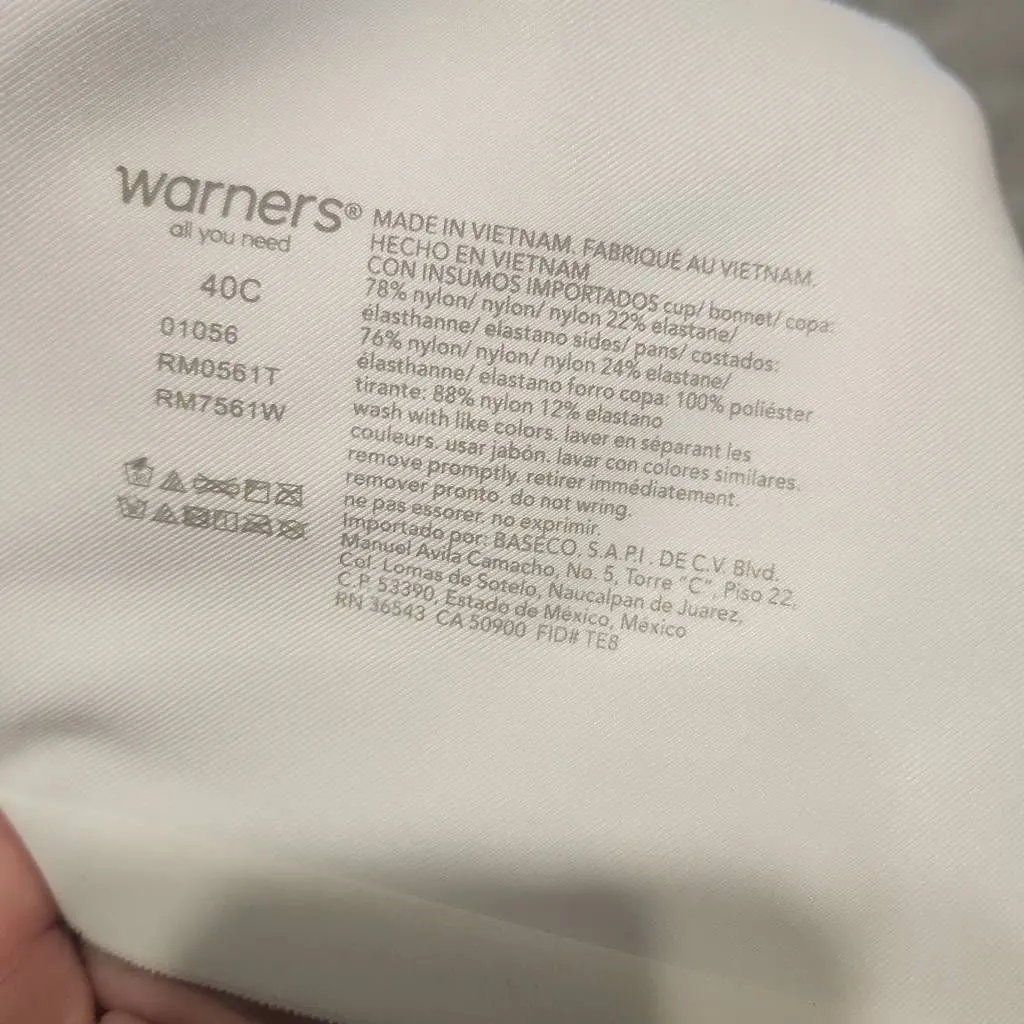 warners®
all you need
40C
01056
RM0561T
RM7561W
MADE IN VIETNAM. FABRIQUÉ AU VIETNAM.
HECHO EN VIETNAM
CON INSUMOS IMPORTADOS cup/ bonnet/ copa:
78% nylon/ nylon/ nylon 22% elastane/
élasthanne/ elastano sides/ pans/ costados:
76% nylon/ nylon/ nylon 24% elastane/
élasthanne/ elastano forro copa: 100% poliéster
tirante: 88% nylon 12% elastano
wash with like colors. laver en séparant les
couleurs. usar jabón. lavar con colores similares.
remove promptly. retirer immédiatement.
remover pronto. do not wring.
ne pas essorer. no exprimir.
Importado por: BASECO, S.A.P.I . DE C.V. Blvd.
Manuel Avila Camacho, No. 5, Torre "C", Piso 22,
Col. Lomas de Sotelo, Naucalpan de Juarez,
C.P. 53390, Estado de México, México
RN 36543 CA 50900 FID# TE8